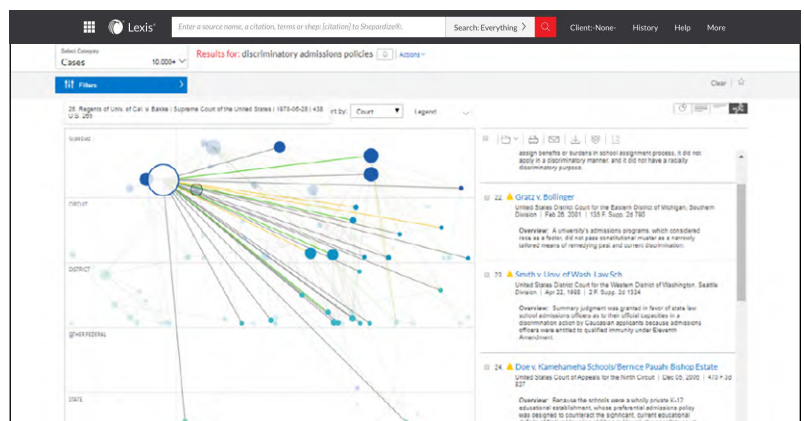 Lexis®
Enter a source name, a citation, terms or shep: [citation] to Shepardize®.
Search: Everything
Client:-None-
History
Help
More
Select Category
Cases
10,000+
Results for: discriminatory admissions policies
Actions
Filters
Clear
28. Regents of Univ. of Cal. v. Bakke | Supreme Court of the United States | 1978-06-28 | 438
U.S. 265
rt by:
Court
Legend
SUPREME
CIRCUIT
DISTRICT
OTHER FEDERAL
STATE
assign benefits or burdens in school assignment process, it did not
apply in a discriminatory manner, and it did not have a racially
discriminatory purpose.
22. Gratz v. Bollinger
United States District Court for the Eastern District of Michigan, Southern
Division | Feb 26, 2001 | 135 F. Supp. 2d 790
Overview: A university's admissions programs, which considered
race as a factor, did not pass constitutional muster as a narrowly
tailored means of remedying past and current discrimination.
23. Smith v. Univ. of Wash. Law Sch.
United States District Court for the Western District of Washington, Seattle
Division | Apr 22, 1998 | 2 F. Supp. 2d 1324
Overview: Summary judgment was granted in favor of state law
school admissions officers as to their official capacities in a
discrimination action by Caucasian applicants because admissions
officers were entitled to qualified immunity under Eleventh
Amendment.
24. Doe v. Kamehameha Schools/Bernice Pauahi Bishop Estate
United States Court of Appeals for the Ninth Circuit | Dec 05, 2006 | 470 F.3d
827
Overview: Because the schools were a wholly private K-12
educational establishment, whose preferential admissions policy
was designed to counteract the significant, current educational